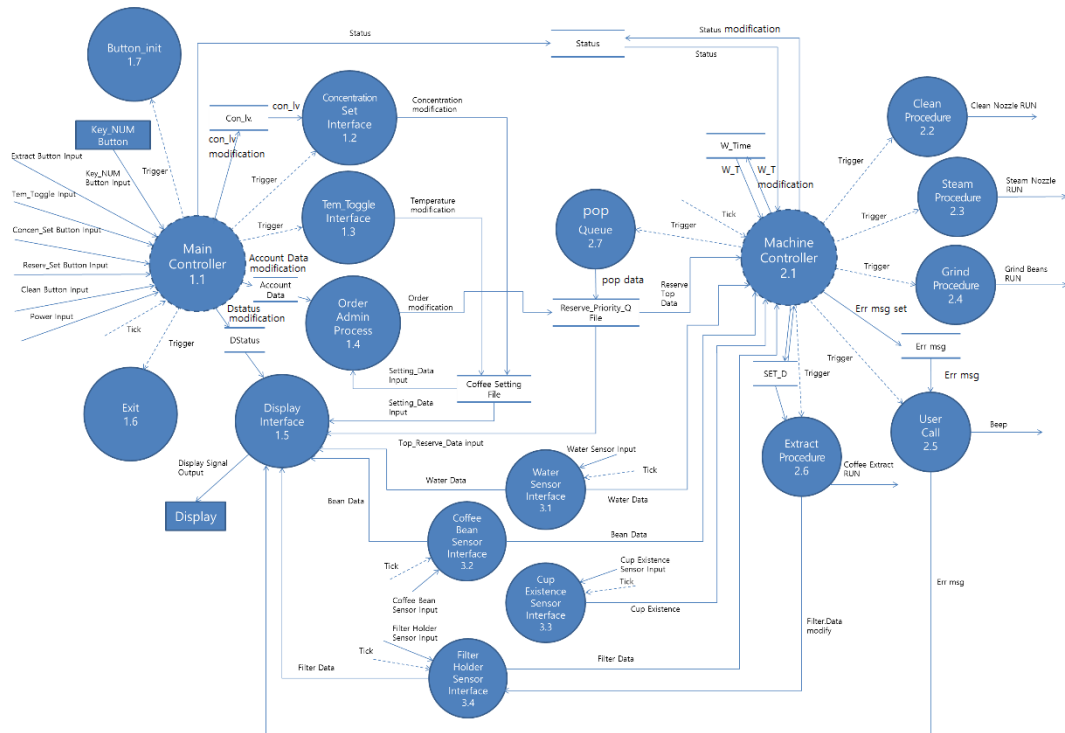 Status
Status modification
Status
Status
Button_init
1.7
Key_NUM
Button
Con_lv.
con_lv
con_lv
modification
Concentration
Set
Interface
1.2
Concentration
modification
Extract Button Input
Key_NUM
Button Input
Trigger
Trigger
Tem_Toggle Input
Concen_Set Button Input
Reserv_Set Button Input
Clean Button Input
Power Input
Tick
Main
Controller
1.1
Trigger
Tem_Toggle
Interface
1.3
Temperature
modification
Account Data
modification
Account
Data
Order
Admin
Process
1.4
Order
modification
Dstatus
modification
DStatus
Trigger
Exit
1.6
Setting_Data
Input
Coffee Setting
File
Setting_Data
Input
Display
Interface
1.5
Top_Reserve_Data input
Display Signal
Output
Display
pop
Queue
2.7
Trigger
pop data
Reserve_Priority_Q
File
Reserve
Top
Data
W_Time
W_T
W_T
modification
Tick
Machine
Controller
2.1
Trigger
Clean
Procedure
2.2
Clean Nozzle RUN
Trigger
Steam
Procedure
2.3
Steam Nozzle
RUN
Trigger
Grind
Procedure
2.4
Grind Beans
RUN
Err msg set
Err msg
Err msg
Trigger
Trigger
SET_D
User
Call
2.5
Beep
Extract
Procedure
2.6
Coffee Extract
RUN
Water Sensor Input
Tick
Water
Sensor
Interface
3.1
Water Data
Water Data
Bean Data
Coffee
Bean
Sensor
Interface
3.2
Bean Data
Tick
Coffee Bean
Sensor Input
Cup Existence
Sensor Input
Tick
Cup
Existence
Sensor
Interface
3.3
Cup Existence
Filter Holder
Sensor Input
Tick
Filter
Holder
Sensor
Interface
3.4
Filter Data
Filter Data
Filter.Data
modify
Err msg